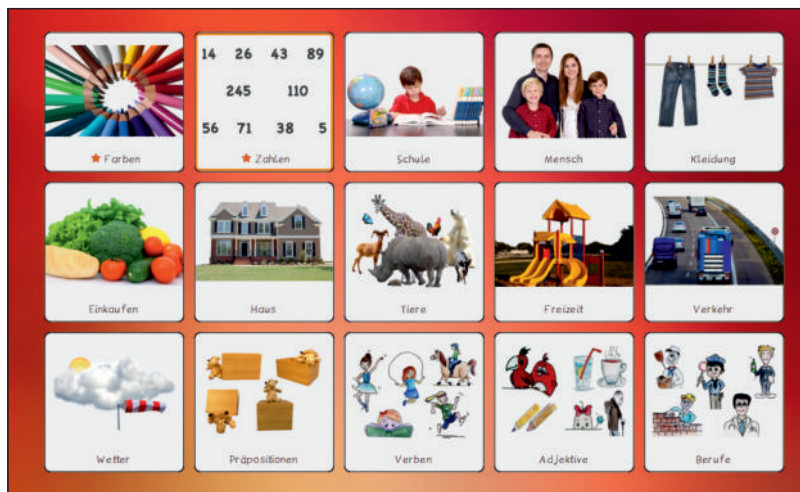 14 26 43 89
245 110
56 71 38 5
Farben
Zahlen
Schule
Mensch
Kleidung
Einkaufen
Haus
Tiere
Freizeit
Verkehr
Wetter
Präpositionen
Verben
Adjektive
Berufe